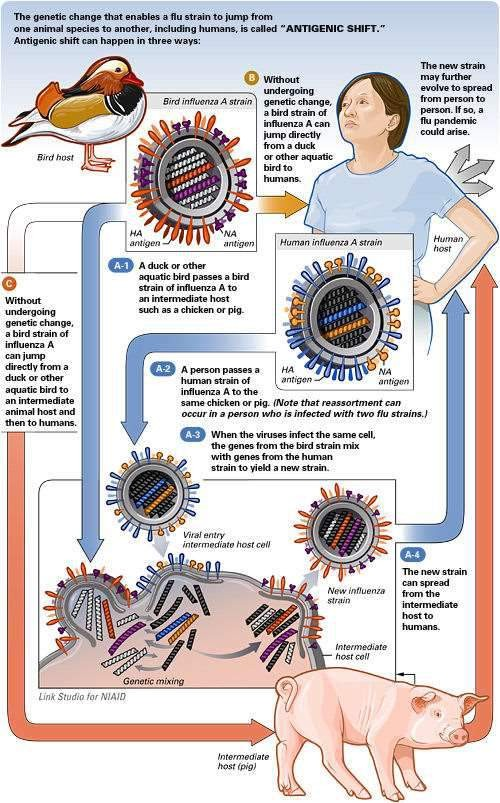 The genetic change that enables a flu strain to jump from
one animal species to another, including humans, is called “ANTIGENIC SHIFT.”
Antigenic shift can happen in three ways:
Bird host
Bird influenza A strain
HA
antigen
NA
antigen
B
Without
undergoing
genetic change,
a bird strain of
influenza A can
jump directly
from a duck
or other aquatic
bird to
humans.
The new strain
may further
evolve to spread
from person to
person. If so, a
flu pandemic
could arise.
Human
host
A-1
A duck or other
aquatic bird passes a bird
strain of influenza A to
an intermediate host
such as a chicken or pig.
Human influenza A strain
HA
antigen
NA
antigen
C
Without
undergoing
genetic change,
a bird strain of
influenza A
can jump
directly from a
duck or other
aquatic bird to
an intermediate
animal host and
then to humans.
A-2
A person passes a
human strain of
influenza A to the
same chicken or pig. (Note that reassortment can
occur in a person who is infected with two flu strains.)
A-3
When the viruses infect the same cell,
the genes from the bird strain mix
with genes from the human
strain to yield a new strain.
Viral entry
intermediate host cell
New influenza
strain
A-4
The new strain
can spread
from the
intermediate
host to
humans.
Genetic mixing
Intermediate
host cell
Link Studio for NIAID
Intermediate
host (pig)